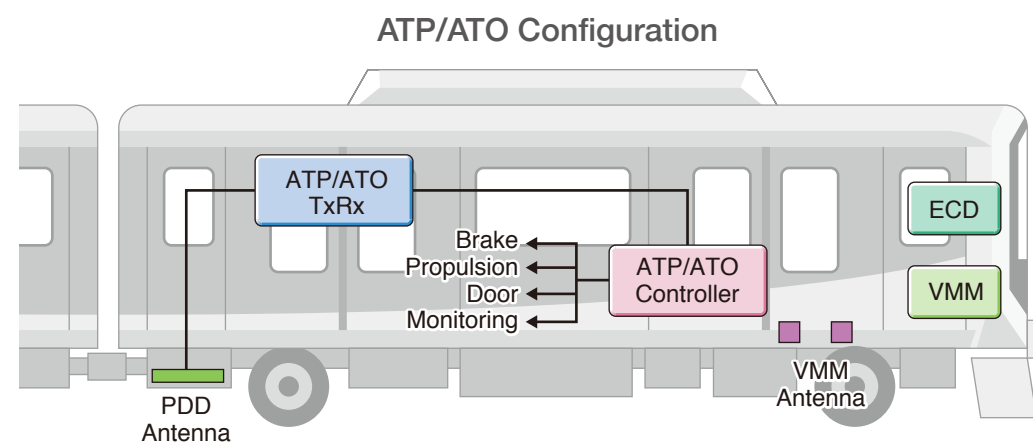 ATP/ATO Configuration
ATP/ATO
TxRx
ECD
Brake
Propulsion
Door
Monitoring
ATP/ATO
Controller
VMM
VMM
Antenna
PDD
Antenna